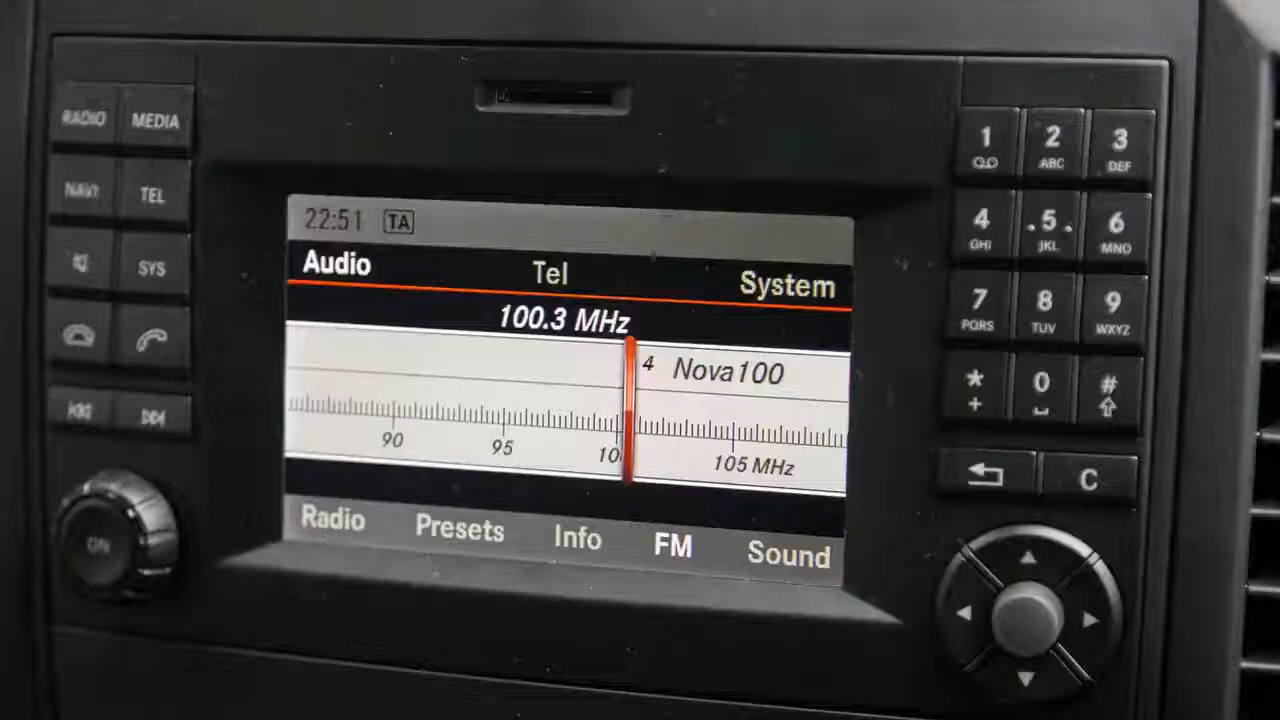 RADIO MEDIA
NAVI TEL
SYS
ON
22:51 TA
Audio Tel System
100.3 MHz
4 Nova100
90 95 10 105 MHz
Radio Presets Info FM Sound
1 2 3
ABC DEF
4 .5. 6
GHI JKL MNO
7 8 9
PQRS TUV WXYZ
* 0 #
+
C